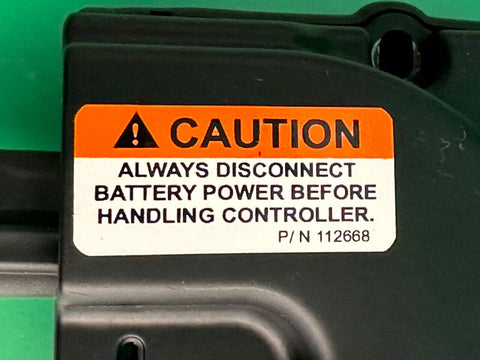 CAUTION
ALWAYS DISCONNECT
BATTERY POWER BEFORE
HANDLING CONTROLLER.
P/N 112668